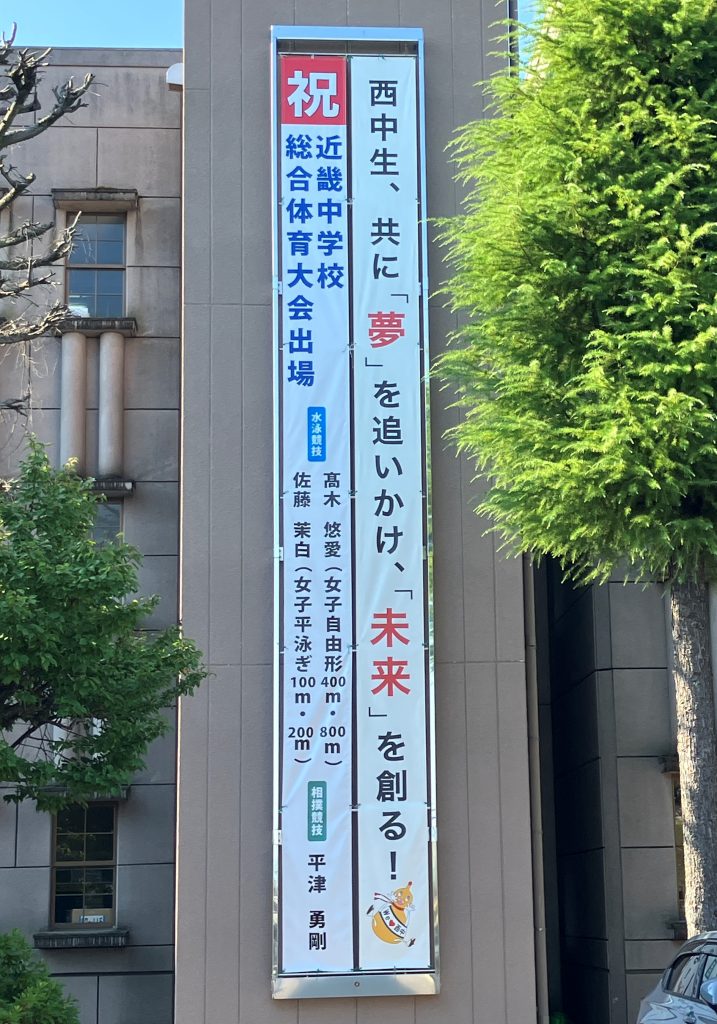 西中生、共に「夢」を追いかけ、「未来」を創る！
祝
近畿中学校
総合体育大会出場
水泳競技
髙木 悠愛（女子自由形400m・800m）
佐藤 茉白（女子平泳ぎ100m・200m）
相撲競技
平津 勇剛